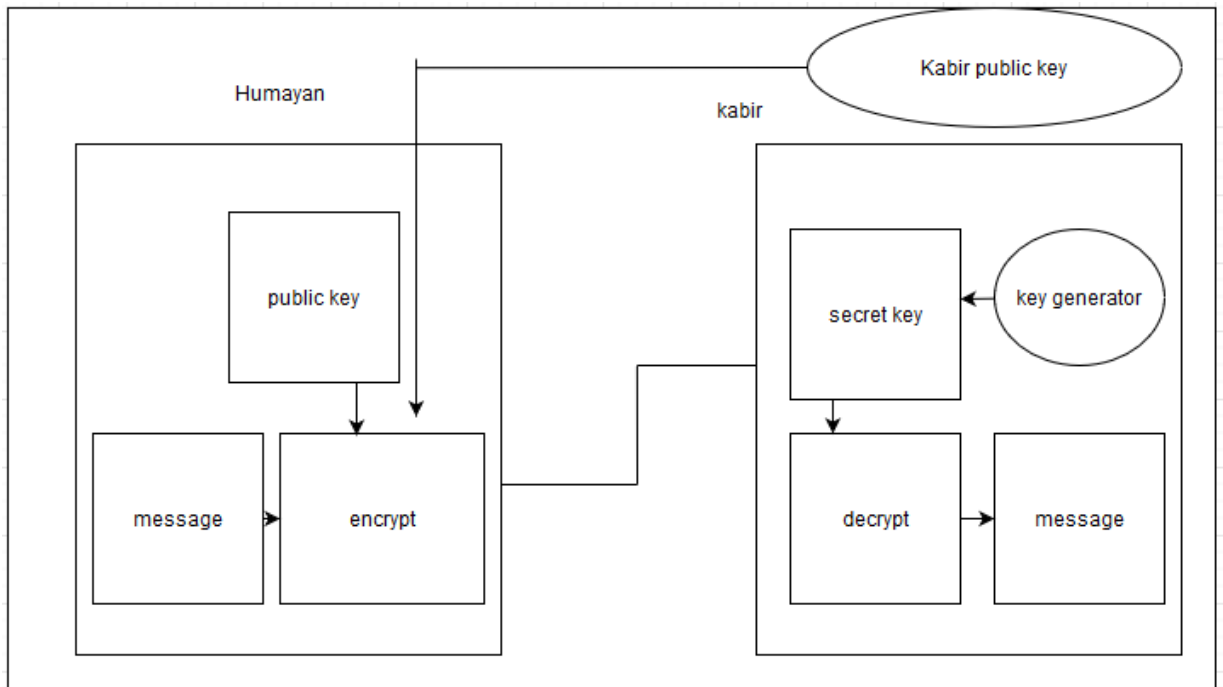 Kabir public key
Humayan
kabir
public key
secret key
key generator
message
encrypt
decrypt
message